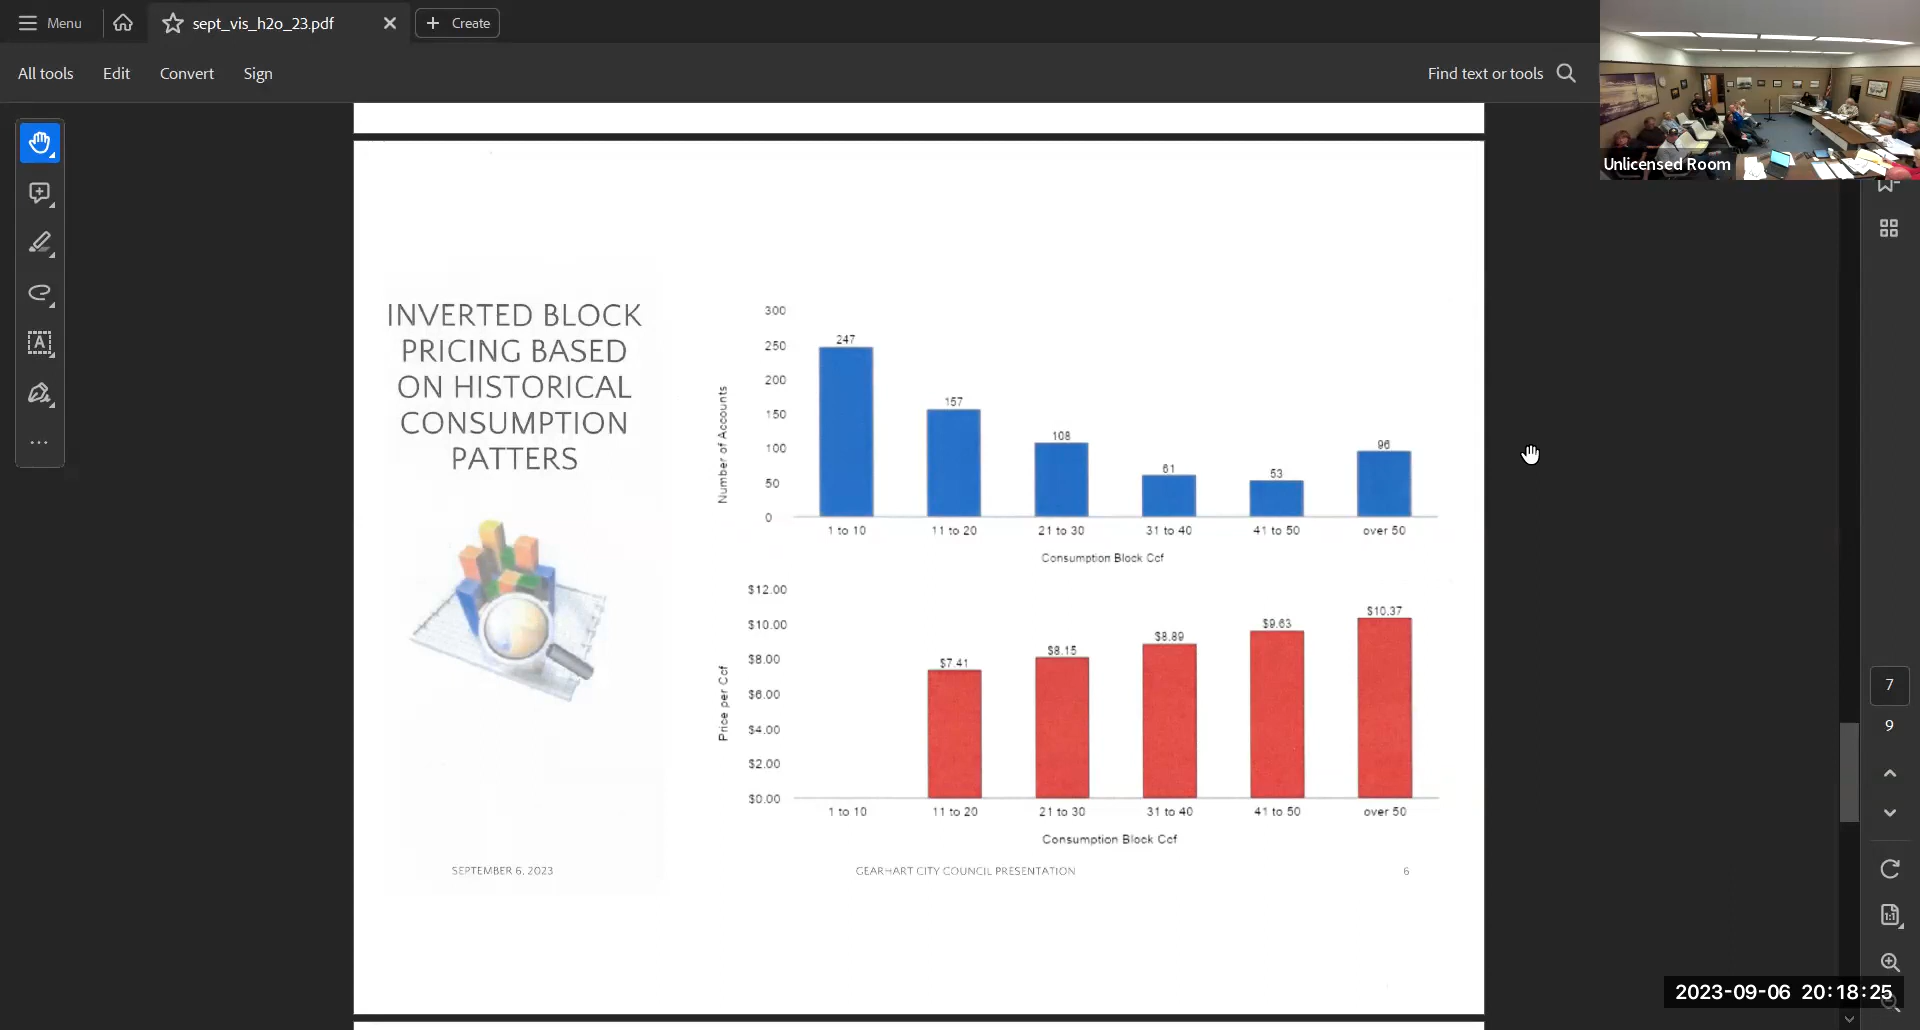 Menu
sept_vis_h2o_23.pdf
Create
All tools
Edit
Convert
Sign
Find text or tools
Unlicensed Room
INVERTED BLOCK
PRICING BASED
ON HISTORICAL
CONSUMPTION
PATTERS
300
250
200
150
100
50
0
Number of Accounts
247
157
108
61
53
96
1 to 10
11 to 20
21 to 30
31 to 40
41 to 50
over 50
Consumption Block Ccf
$12.00
$10.00
$8.00
$6.00
$4.00
$2.00
$0.00
Price per Ccf
$7.41
$8.15
$8.89
$9.63
$10.37
1 to 10
11 to 20
21 to 30
31 to 40
41 to 50
over 50
Consumption Block Ccf
SEPTEMBER 6, 2023
GEARHART CITY COUNCIL PRESENTATION
6
7
9
2023-09-06 20:18:25